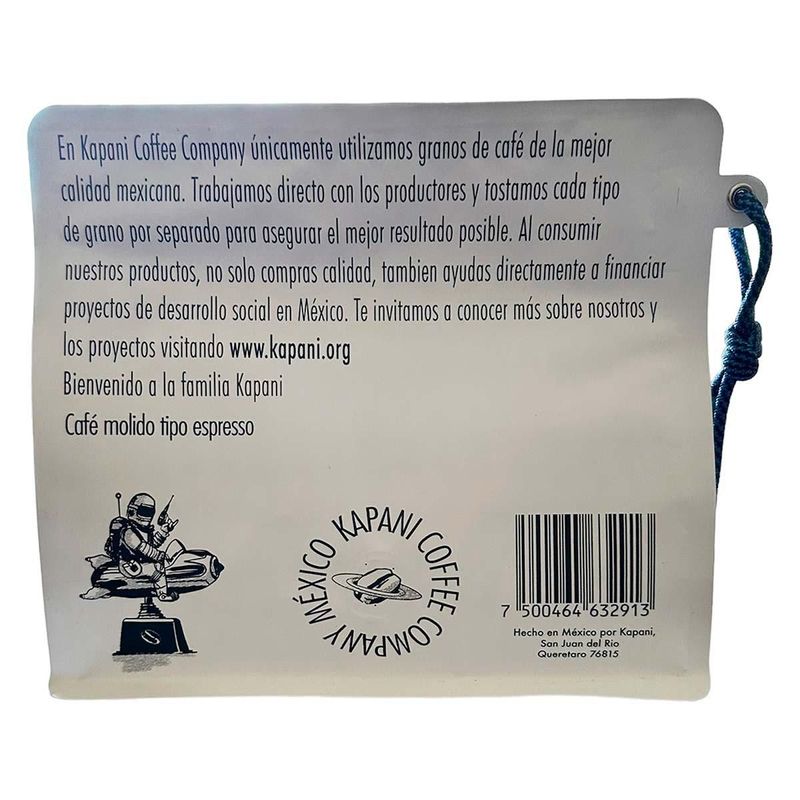 En Kapani Coffee Company únicamente utilizamos granos de café de la mejor
calidad mexicana. Trabajamos directo con los productores y tostamos cada tipo
de grano por separado para asegurar el mejor resultado posible. Al consumir
nuestros productos, no solo compras calidad, tambien ayudas directamente a financiar
proyectos de desarrollo social en México. Te invitamos a conocer más sobre nosotros y
los proyectos visitando www.kapani.org
Bienvenido a la familia Kapani
Café molido tipo espresso
KAPANI COFFEE COMPANY MÉXICO
7 500464 632913
Hecho en México por Kapani,
San Juan del Rio
Queretaro 76815